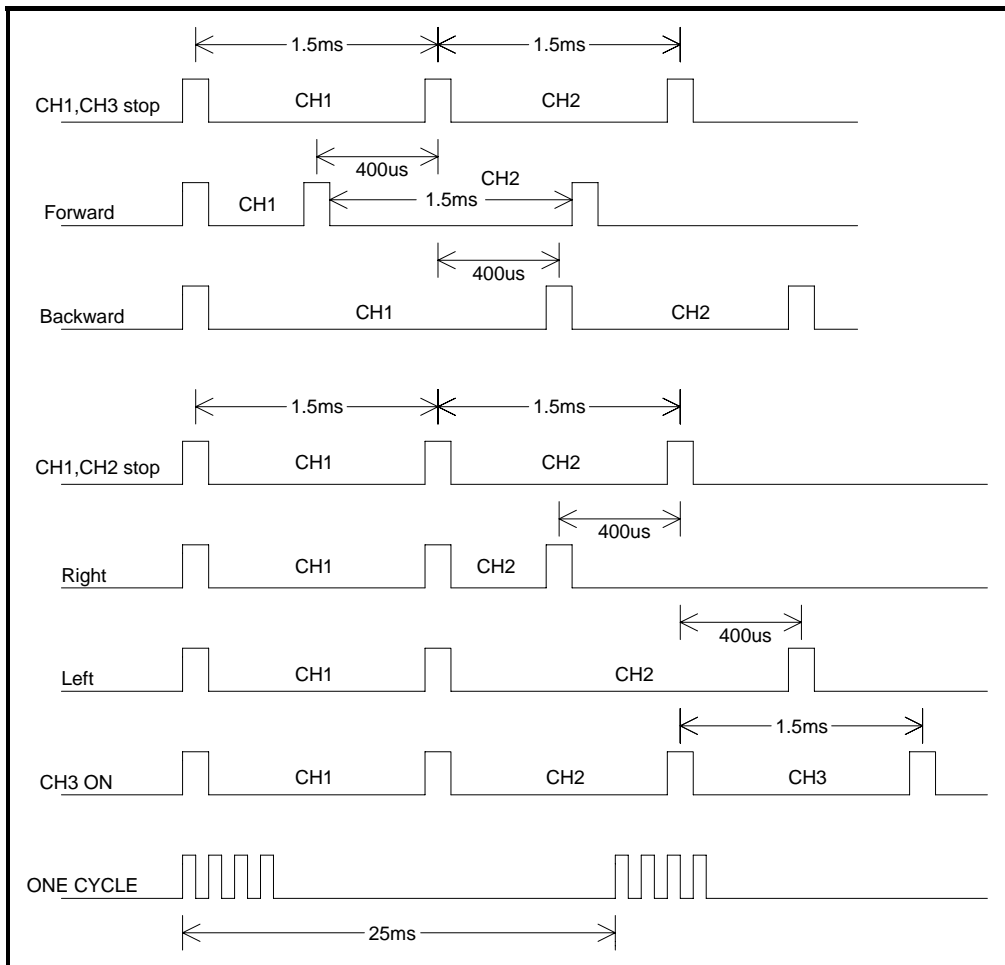 1.5ms 1.5ms
CH1,CH3 stop CH1 CH2
400us
CH2
Forward CH1 1.5ms
400us
Backward CH1 CH2
1.5ms 1.5ms
CH1,CH2 stop CH1 CH2
400us
Right CH1 CH2
400us
Left CH1 CH2
1.5ms
CH3 ON CH1 CH2 CH3
ONE CYCLE
25ms